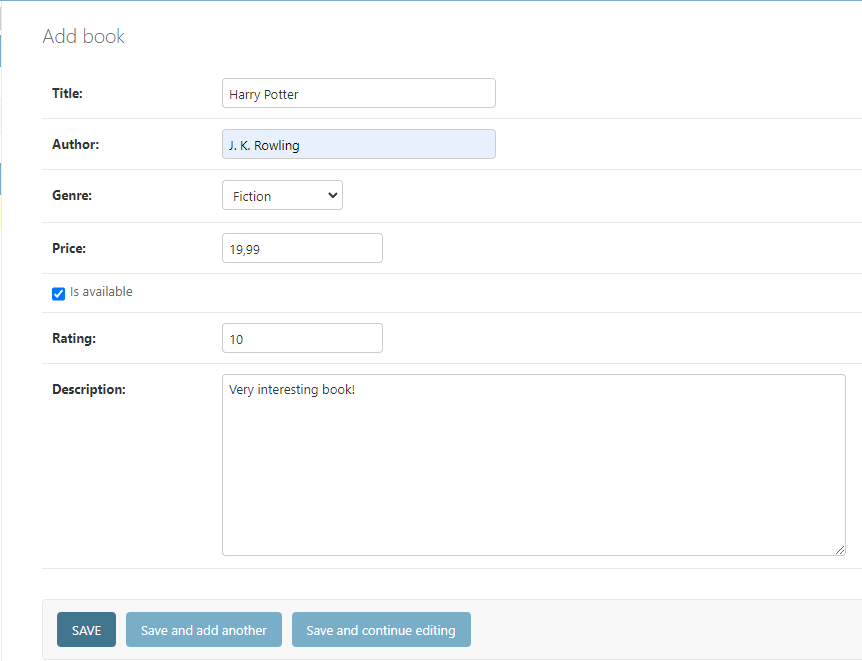 Add book
Title:
Harry Potter
Author:
J. K. Rowling
Genre:
Fiction
Price:
19,99
Is available
Rating:
10
Description:
Very interesting book!
SAVE
Save and add another
Save and continue editing